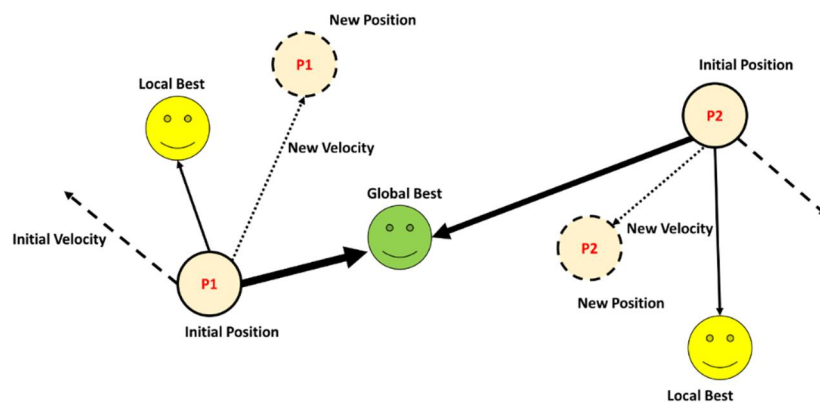 New Position
P1
Local Best
Initial Position
P2
New Velocity
Global Best
Initial Velocity
New Velocity
P2
P1
New Position
Initial Position
Local Best